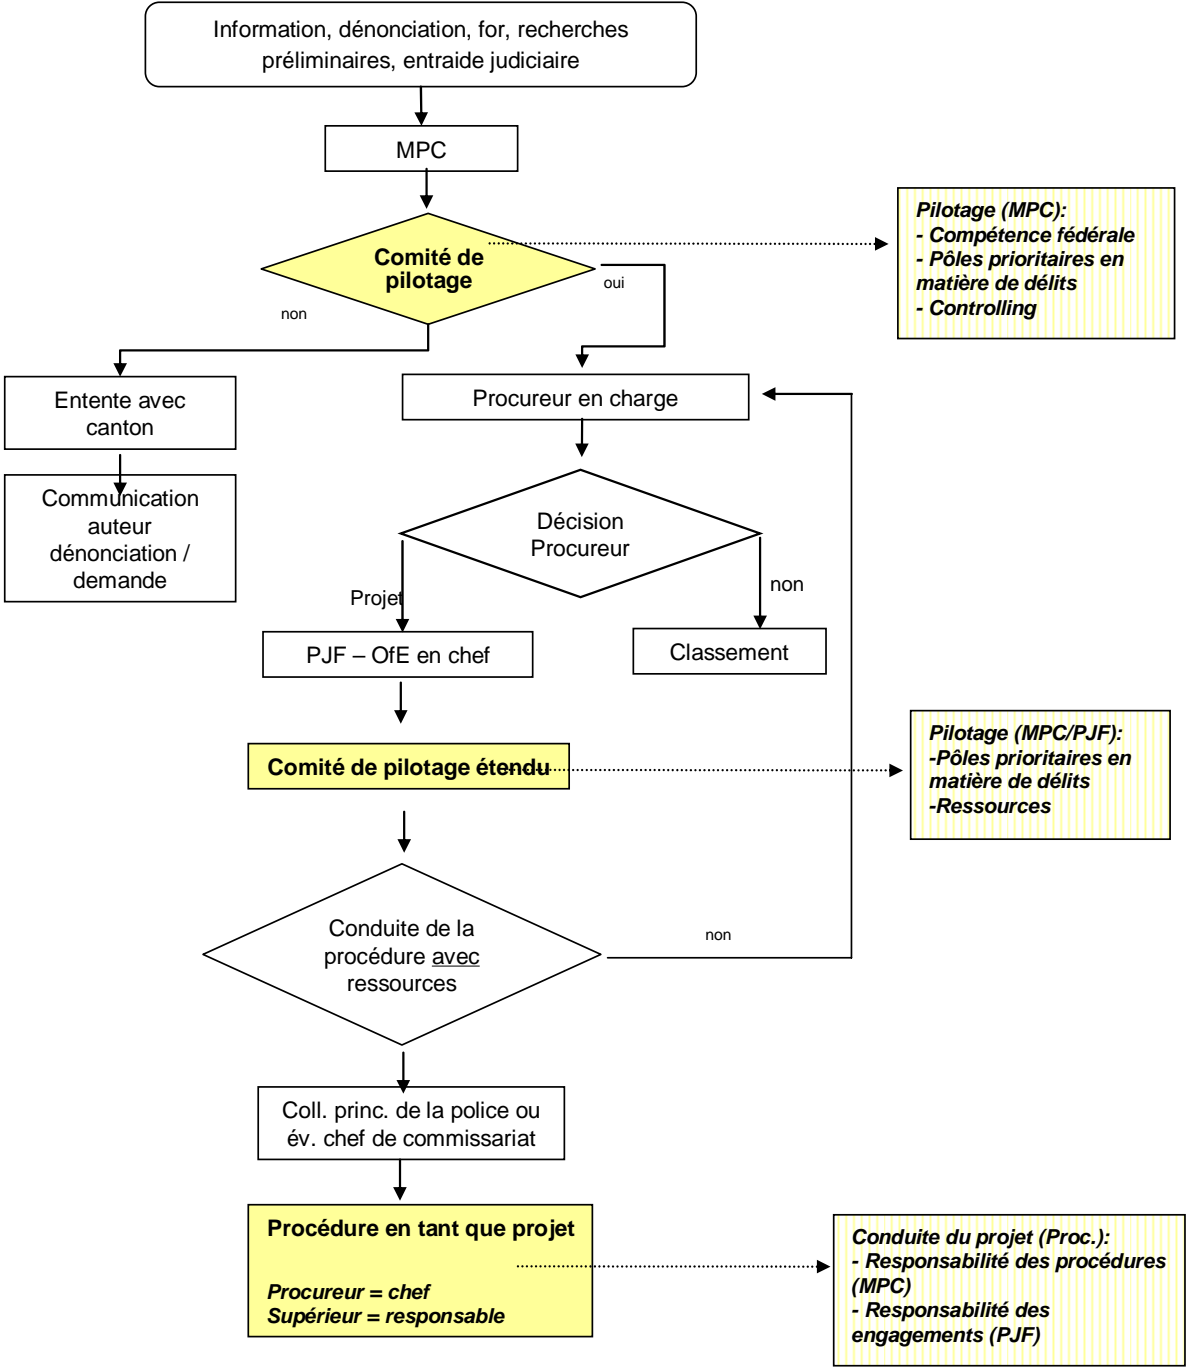 Information, dénonciation, for, recherches
préliminaires, entraide judiciaire
MPC
Pilotage (MPC):
- Compétence fédérale
- Pôles prioritaires en
matière de délits
- Controlling
Comité de
pilotage
oui
non
Entente avec
canton
Procureur en charge
Communication
auteur
dénonciation /
demande
Décision
Procureur
Projet
non
PJF – OfE en chef
Classement
Comité de pilotage étendu
Pilotage (MPC/PJF):
-Pôles prioritaires en
matière de délits
-Ressources
Conduite de la
procédure avec
ressources
non
Coll. princ. de la police ou
év. chef de commissariat
Procédure en tant que projet
Procureur = chef
Supérieur = responsable
Conduite du projet (Proc.):
- Responsabilité des procédures
(MPC)
- Responsabilité des
engagements (PJF)